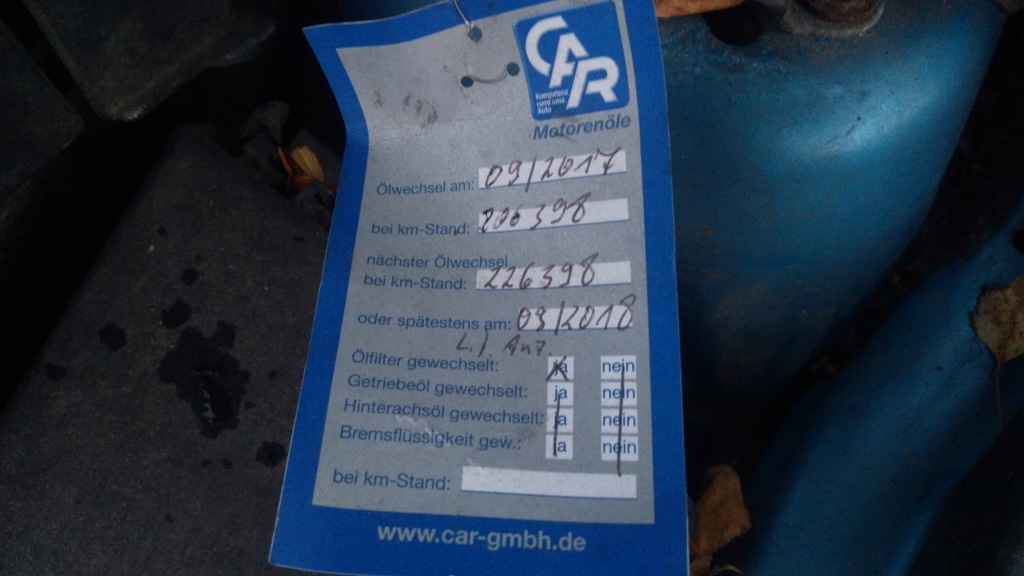 CAR
Kompetenz
rund ums
Auto
Motorenöle
Ölwechsel am: 09/2017
bei km-Stand: 206398
nächster Ölwechsel
bei km-Stand: 226398
oder spätestens am: 09/2018
L.J. Anz.
Ölfilter gewechselt: ja nein
Getriebeöl gewechselt: ja nein
Hinterachsöl gewechselt: ja nein
Bremsflüssigkeit gew.: ja nein
bei km-Stand:
www.car-gmbh.de